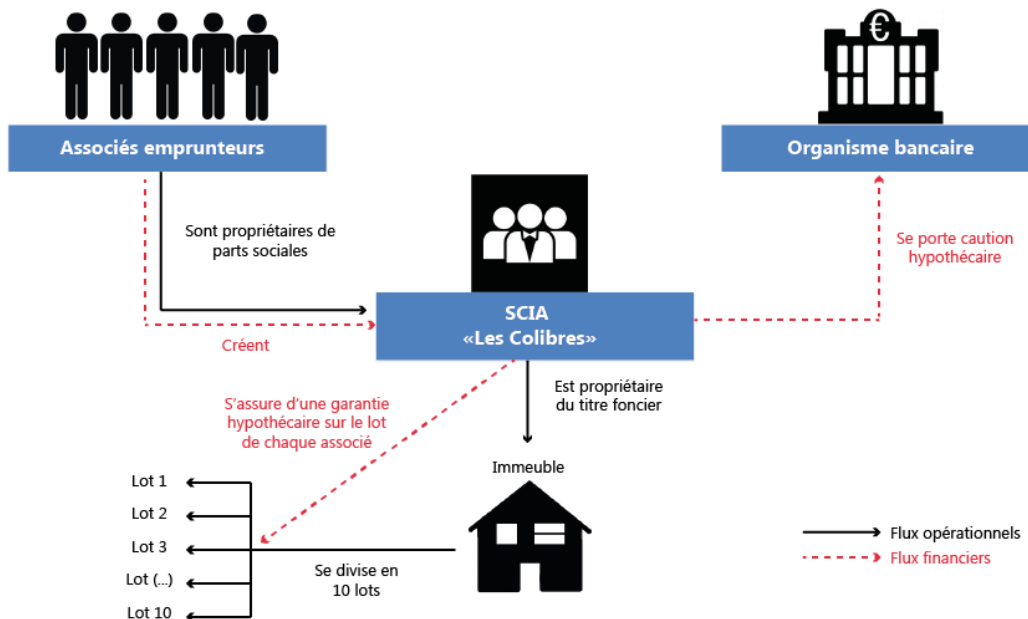 €
Associés emprunteurs
Organisme bancaire
Sont propriétaires de
parts sociales
Se porte caution
hypothécaire
SCIA
«Les Colibres»
Créent
Est propriétaire
du titre foncier
S'assure d'une garantie
hypothécaire sur le lot
de chaque associé
Immeuble
Lot 1
Lot 2
Lot 3
Lot (...)
Lot 10
Se divise en
10 lots
Flux opérationnels
Flux financiers